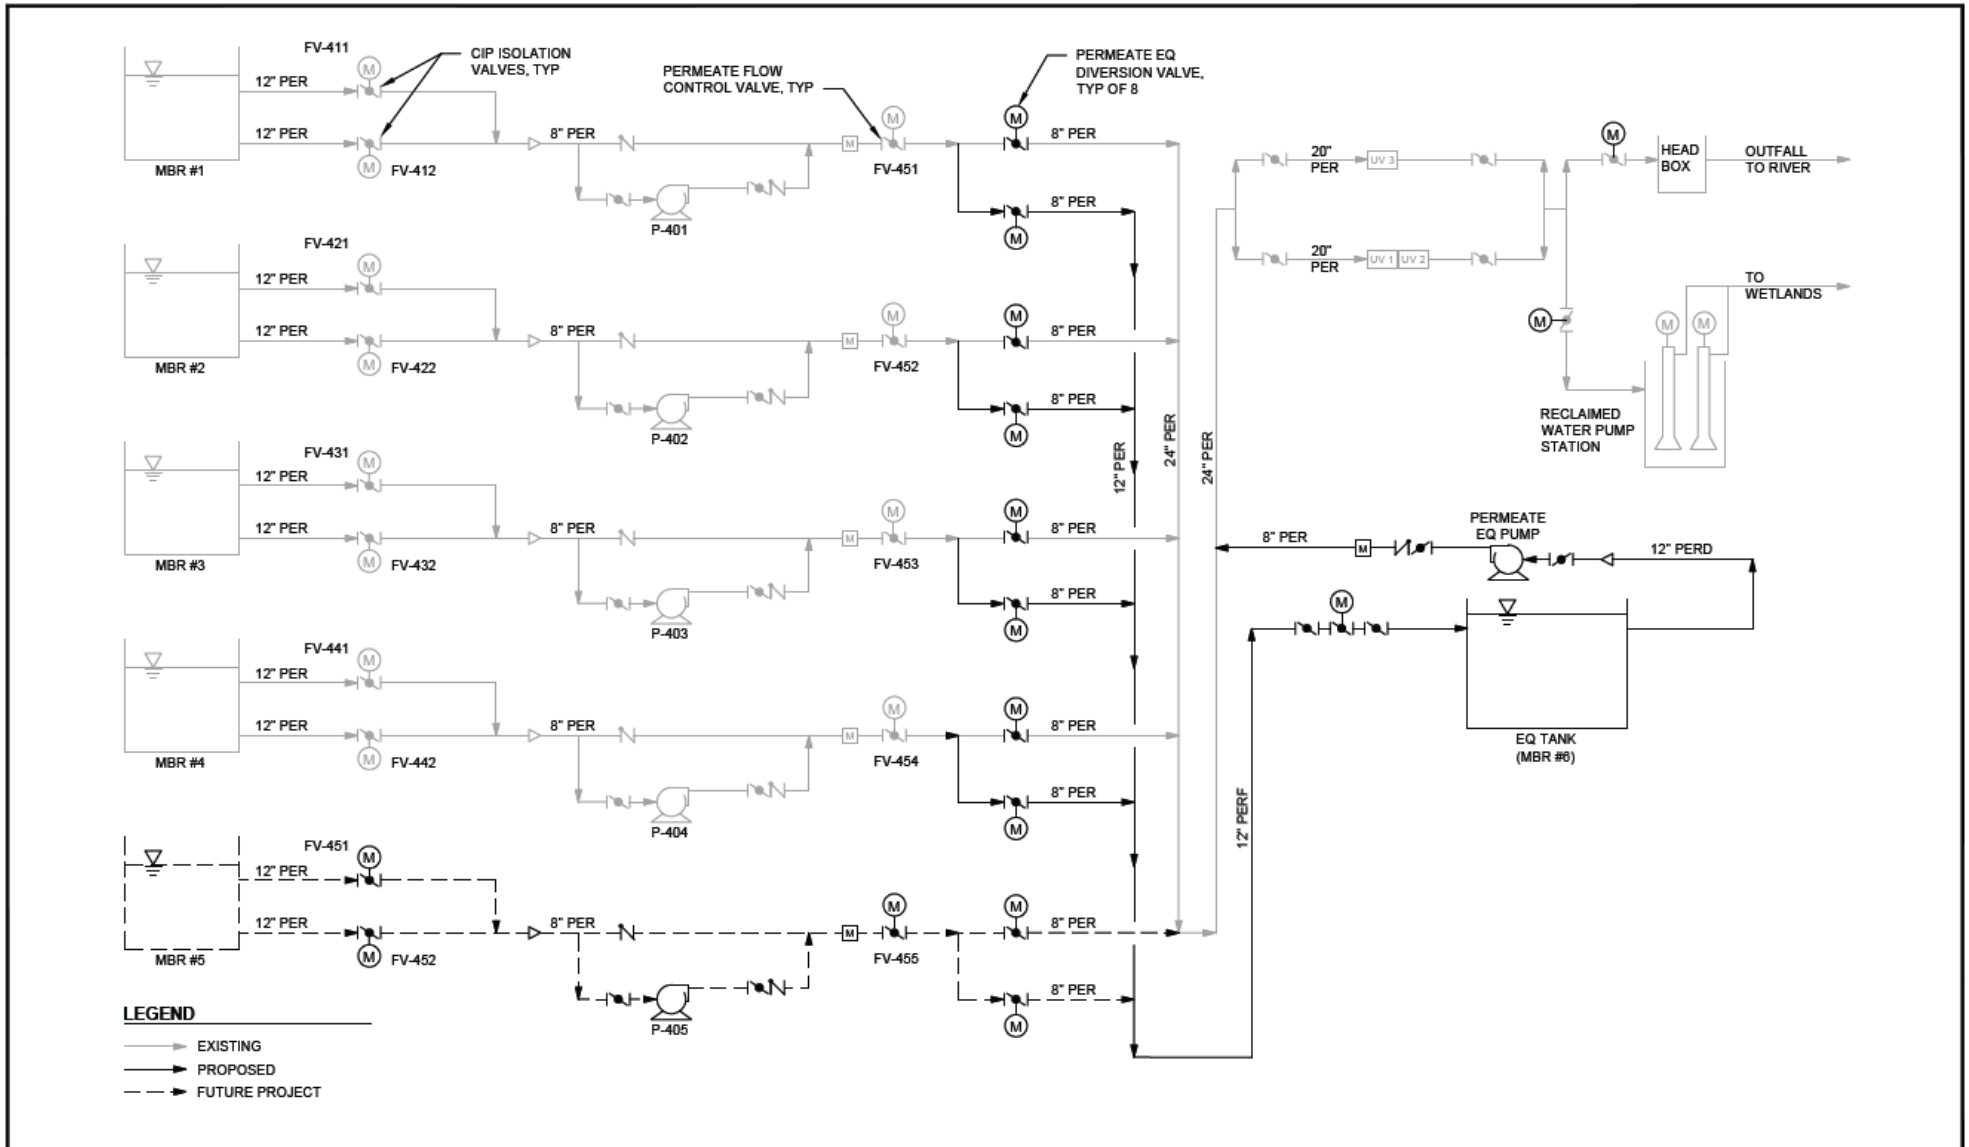 FV-411
M
12" PER
12" PER
M
MBR #1
FV-412
CIP ISOLATION
VALVES, TYP
8" PER
P-401
PERMEATE FLOW
CONTROL VALVE, TYP
M
M
FV-451
PERMEATE EQ
DIVERSION VALVE,
TYP OF 8
M
8" PER
8" PER
M
FV-421
M
12" PER
12" PER
M
MBR #2
FV-422
8" PER
P-402
M
M
FV-452
M
8" PER
8" PER
M
FV-431
M
12" PER
12" PER
M
MBR #3
FV-432
8" PER
P-403
M
M
FV-453
M
8" PER
8" PER
M
FV-441
M
12" PER
12" PER
M
MBR #4
FV-442
8" PER
P-404
M
M
FV-454
M
8" PER
8" PER
M
FV-451
M
12" PER
12" PER
M
MBR #5
FV-452
8" PER
P-405
M
M
FV-455
M
8" PER
8" PER
M
12" PER
24" PER
24" PER
20"
PER
UV 3
20"
PER
UV 1
UV 2
M
HEAD
BOX
OUTFALL
TO RIVER
TO
WETLANDS
M
M
M
RECLAIMED
WATER PUMP
STATION
PERMEATE
EQ PUMP
8" PER
M
12" PERD
M
EQ TANK
(MBR #6)
12" PERF
LEGEND
EXISTING
PROPOSED
FUTURE PROJECT